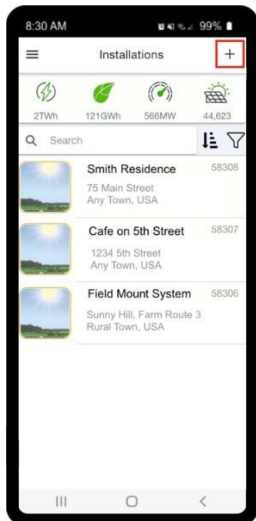 8:30 AM 99%
Installations
2TWh 121GWh 566MW 44,623
Search
Smith Residence 58308
75 Main Street
Any Town, USA
Cafe on 5th Street 58307
1234 5th Street
Any Town, USA
Field Mount System 58306
Sunny Hill, Farm Route 3
Rural Town, USA